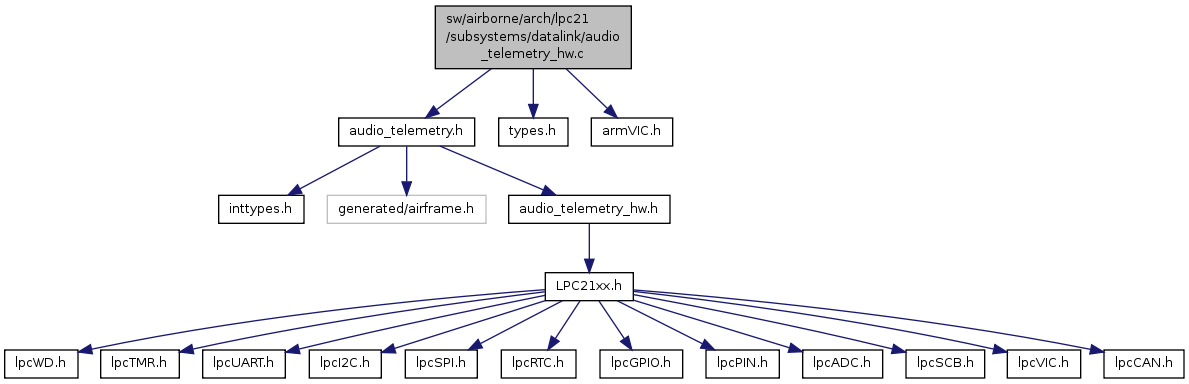 sw/airborne/arch/lpc21
/subsystems/datalink/audio
_telemetry_hw.c
audio_telemetry.h
types.h
armVIC.h
inttypes.h
generated/airframe.h
audio_telemetry_hw.h
LPC21xx.h
lpcWD.h
lpcTMR.h
lpcUART.h
lpcI2C.h
lpcSPI.h
lpcRTC.h
lpcGPIO.h
lpcPIN.h
lpcADC.h
lpcSCB.h
lpcVIC.h
lpcCAN.h